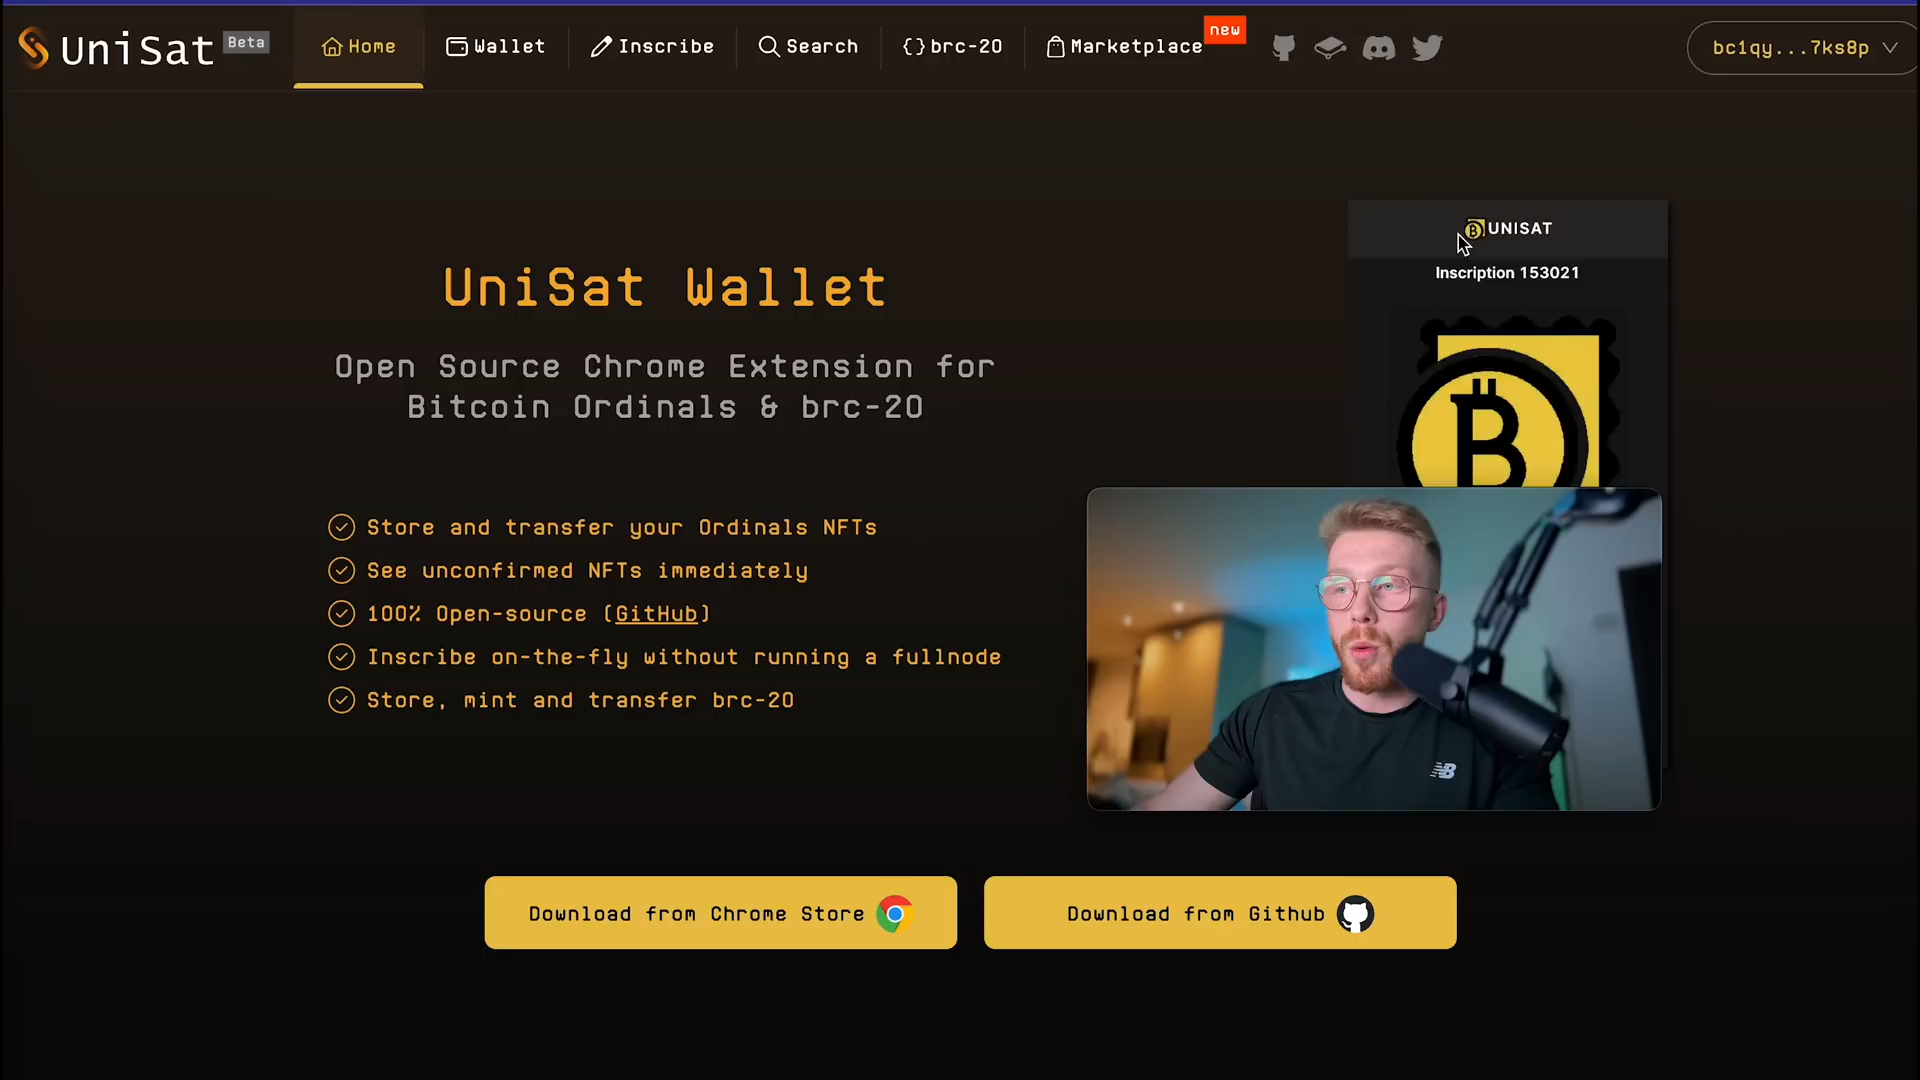 UniSat Beta
Home
Wallet
Inscribe
Search
{} brc-20
Marketplace new
bc1qy...7ks8p
UNISAT
Inscription 153021
UniSat Wallet
Open Source Chrome Extension for
Bitcoin Ordinals & brc-20
Store and transfer your Ordinals NFTs
See unconfirmed NFTs immediately
100% Open-source (GitHub)
Inscribe on-the-fly without running a fullnode
Store, mint and transfer brc-20
NB
Download from Chrome Store
Download from Github